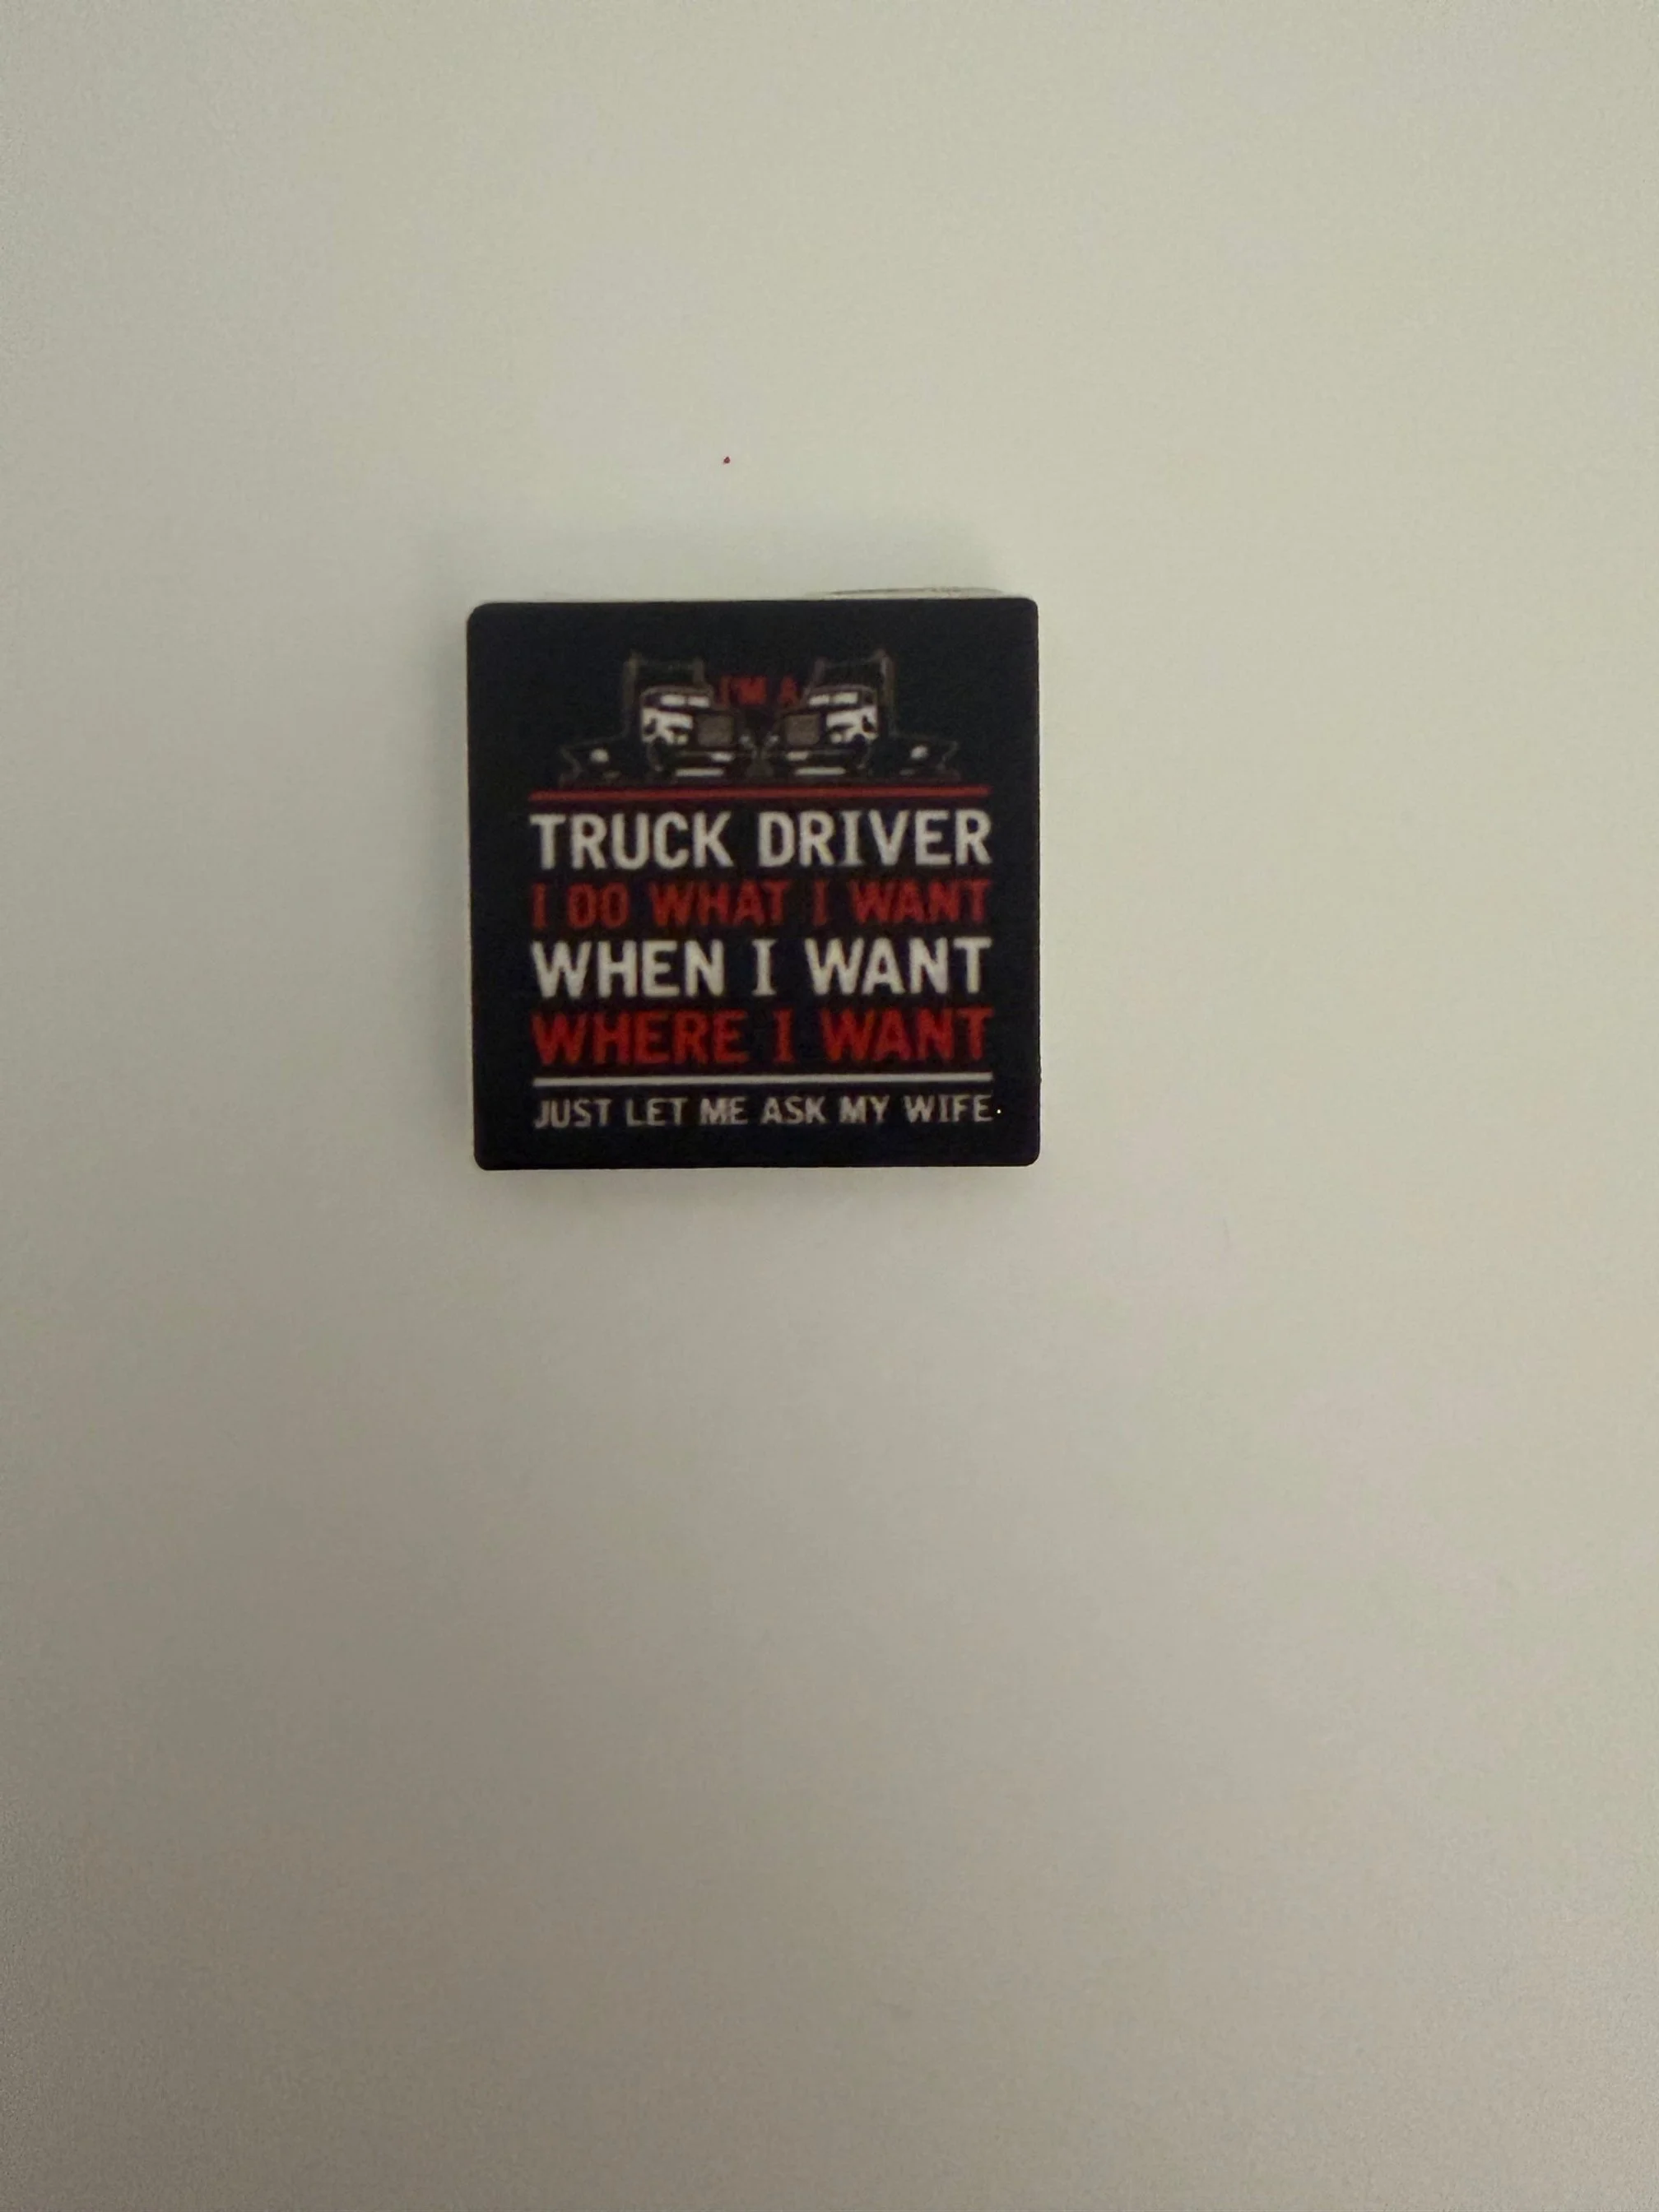 I'M A
TRUCK DRIVER
I DO WHAT I WANT
WHEN I WANT
WHERE I WANT
JUST LET ME ASK MY WIFE.